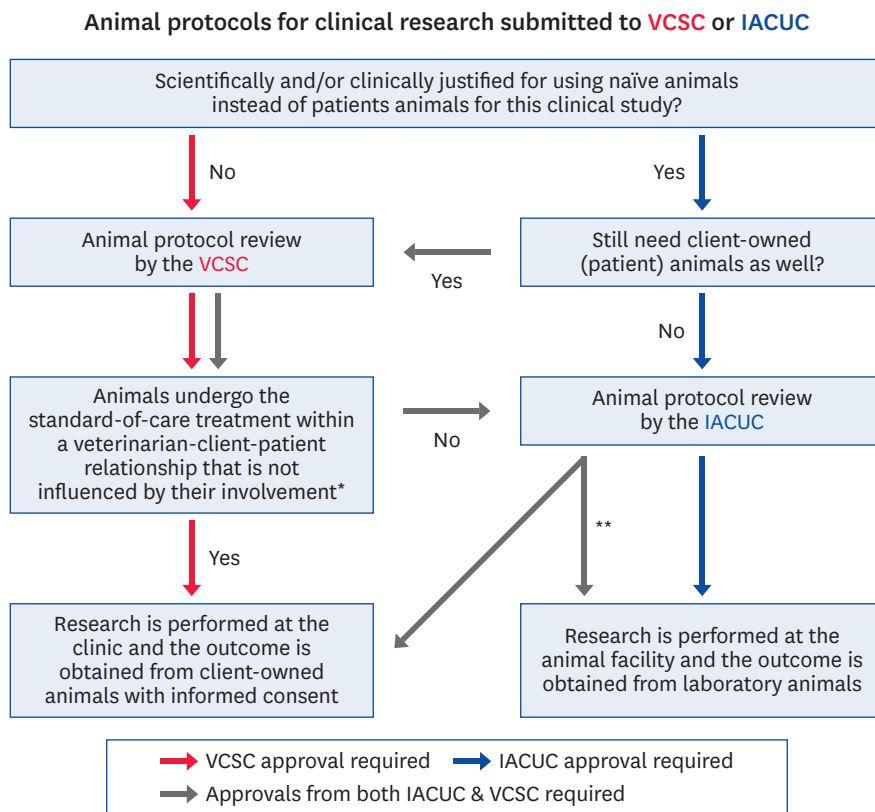 Animal protocols for clinical research submitted to VCSC or IACUC
Scientifically and/or clinically justified for using naïve animals
instead of patients animals for this clinical study?
No
Yes
Animal protocol review
by the VCSC
Yes
Still need client-owned
(patient) animals as well?
No
Animals undergo the
standard-of-care treatment within
a veterinarian-client-patient
relationship that is not
influenced by their involvement*
No
Animal protocol review
by the IACUC
Yes
**
Research is performed at the
clinic and the outcome is
obtained from client-owned
animals with informed consent
Research is performed at the
animal facility and the outcome is
obtained from laboratory animals
VCSC approval required
IACUC approval required
Approvals from both IACUC & VCSC required